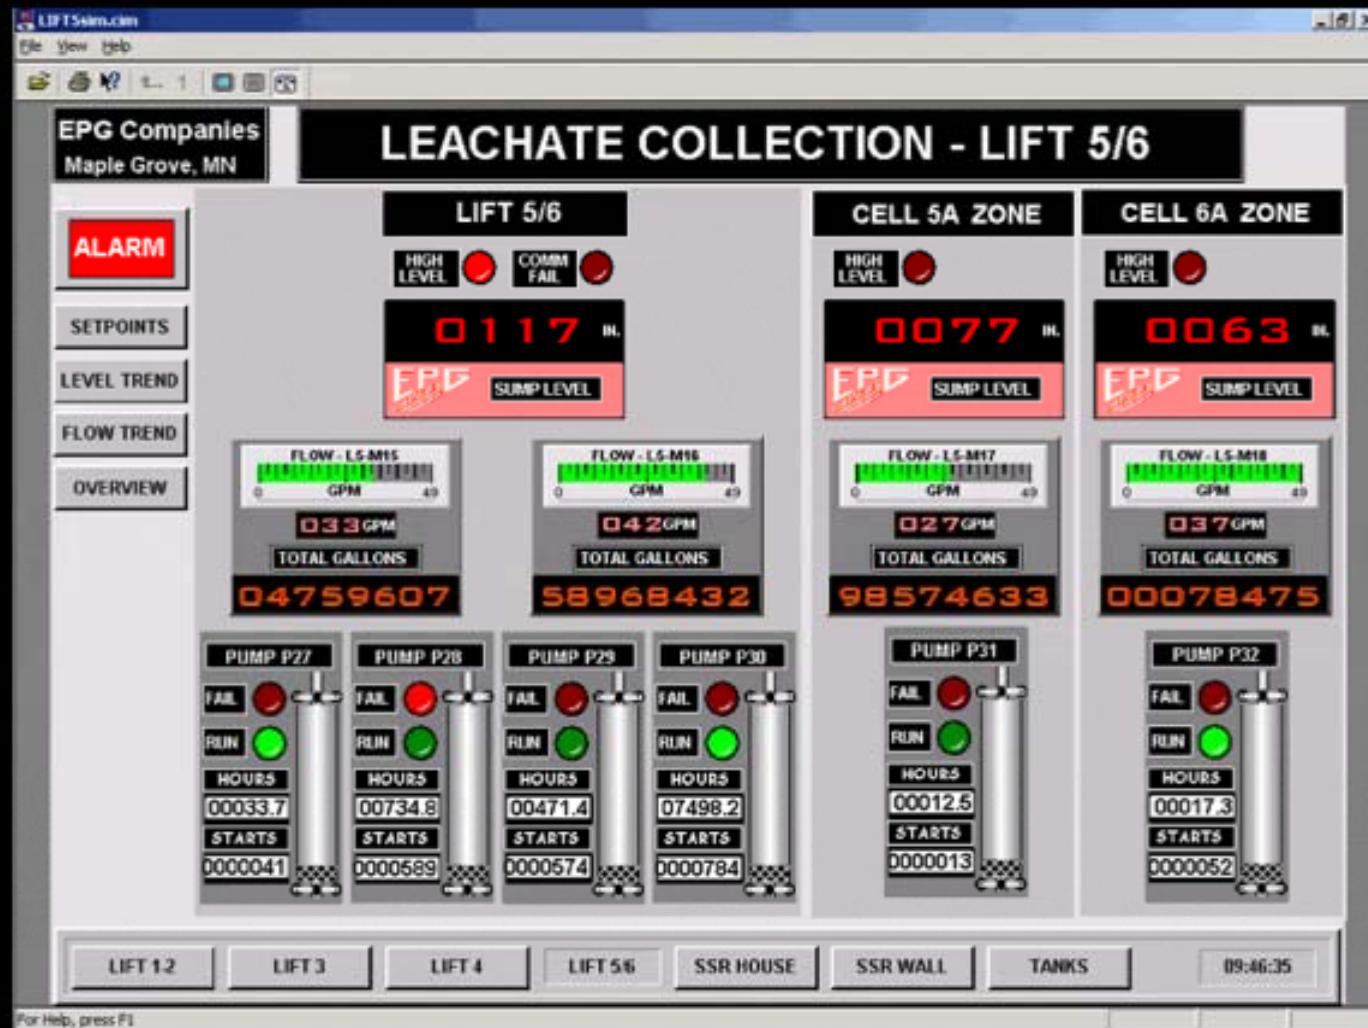 LIFT5sim.cim
File View Help
EPG Companies
Maple Grove, MN
LEACHATE COLLECTION - LIFT 5/6
ALARM
SETPOINTS
LEVEL TREND
FLOW TREND
OVERVIEW
LIFT 5/6
HIGH LEVEL
COMM FAIL
0117 IN.
EPG
SUMP LEVEL
FLOW - L5-M15
0 GPM 49
033 GPM
TOTAL GALLONS
04759607
FLOW - L5-M16
0 GPM 49
042 GPM
TOTAL GALLONS
58968432
PUMP P27
FAIL
RUN
HOURS
00033.7
STARTS
0000041
PUMP P28
FAIL
RUN
HOURS
00734.8
STARTS
0000589
PUMP P29
FAIL
RUN
HOURS
00471.4
STARTS
0000574
PUMP P30
FAIL
RUN
HOURS
07498.2
STARTS
0000784
CELL 5A ZONE
HIGH LEVEL
0077 IN.
EPG
SUMP LEVEL
FLOW - L5-M17
0 GPM 49
027 GPM
TOTAL GALLONS
98574633
PUMP P31
FAIL
RUN
HOURS
00012.5
STARTS
0000013
CELL 6A ZONE
HIGH LEVEL
0063 IN.
EPG
SUMP LEVEL
FLOW - L5-M18
0 GPM 49
037 GPM
TOTAL GALLONS
00078475
PUMP P32
FAIL
RUN
HOURS
00017.3
STARTS
0000052
LIFT 1-2
LIFT 3
LIFT 4
LIFT 5/6
SSR HOUSE
SSR WALL
TANKS
09:46:35
For Help, press F1